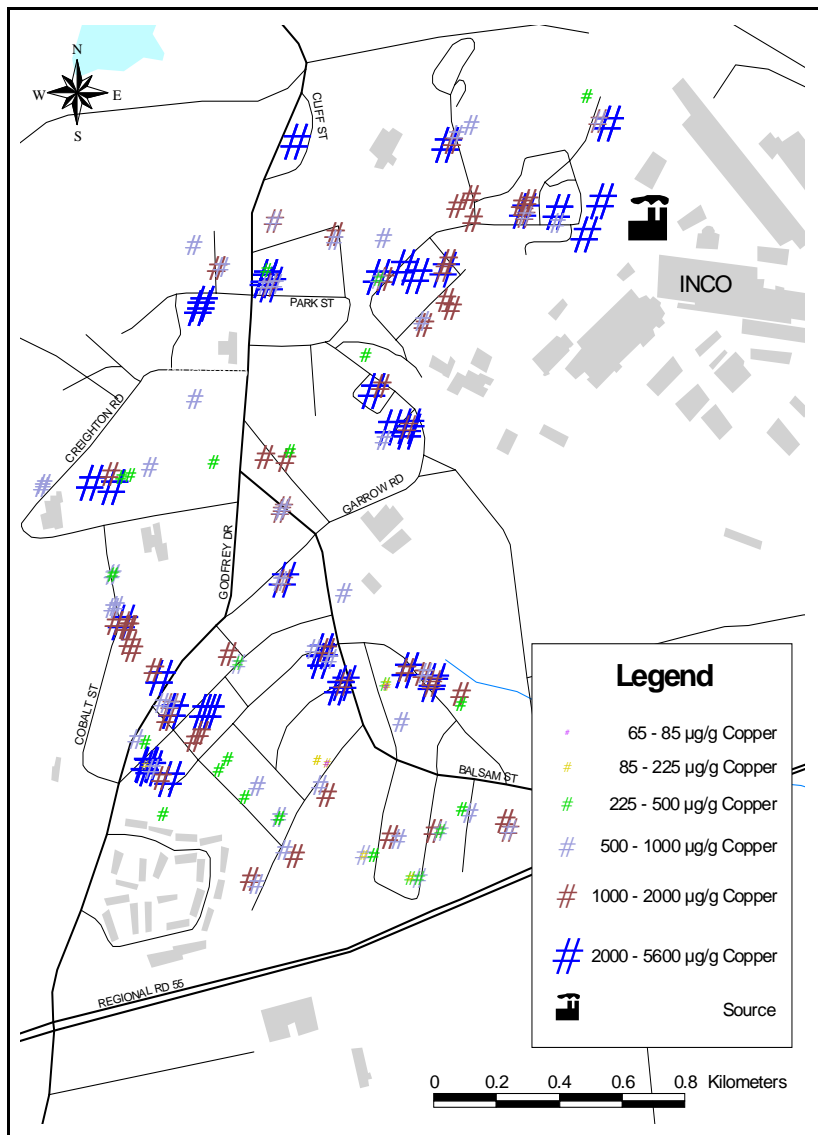 N
W E
S
CLIFF ST
INCO
PARK ST
CREIGHTON RD
GARROW RD
GODFREY DR
COBALT ST
BALSAM ST
REGIONAL RD 55
Legend
# 65 - 85 µg/g Copper
# 85 - 225 µg/g Copper
# 225 - 500 µg/g Copper
# 500 - 1000 µg/g Copper
# 1000 - 2000 µg/g Copper
# 2000 - 5600 µg/g Copper
Source
0 0.2 0.4 0.6 0.8 Kilometers